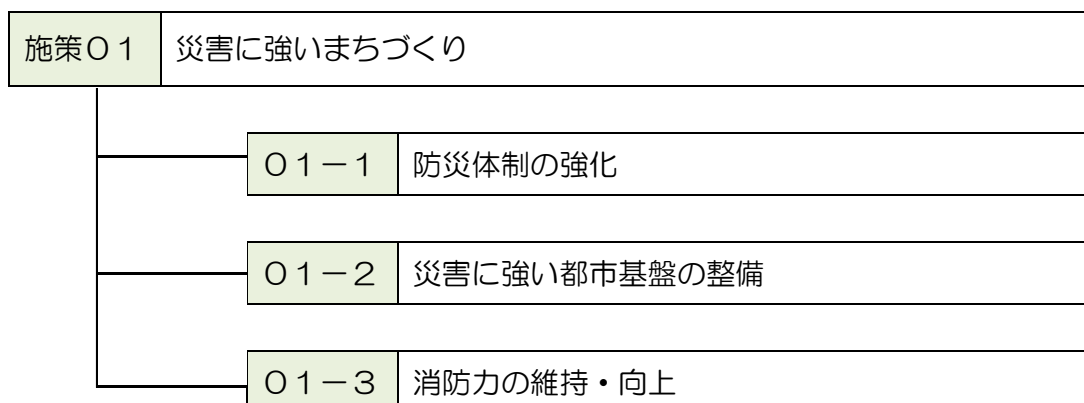 施策０１ 災害に強いまちづくり
０１－１ 防災体制の強化
０１－２ 災害に強い都市基盤の整備
０１－３ 消防力の維持・向上